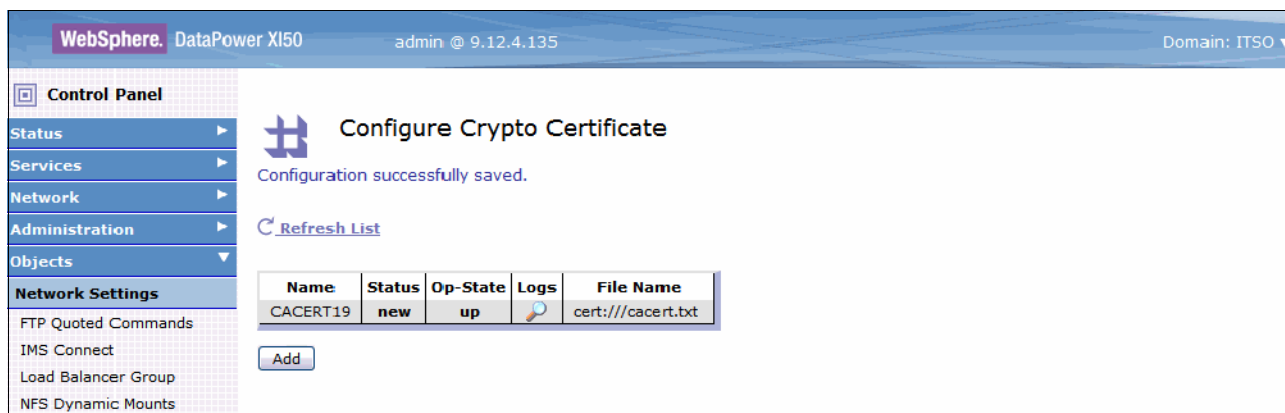 WebSphere. DataPower XI50 admin @ 9.12.4.135 Domain: ITSO
Control Panel
Status
Services
Network
Administration
Objects
Network Settings
FTP Quoted Commands
IMS Connect
Load Balancer Group
NFS Dynamic Mounts
Configure Crypto Certificate
Configuration successfully saved.
Refresh List
Name Status Op-State Logs File Name
CACERT19 new up cert:///cacert.txt
Add